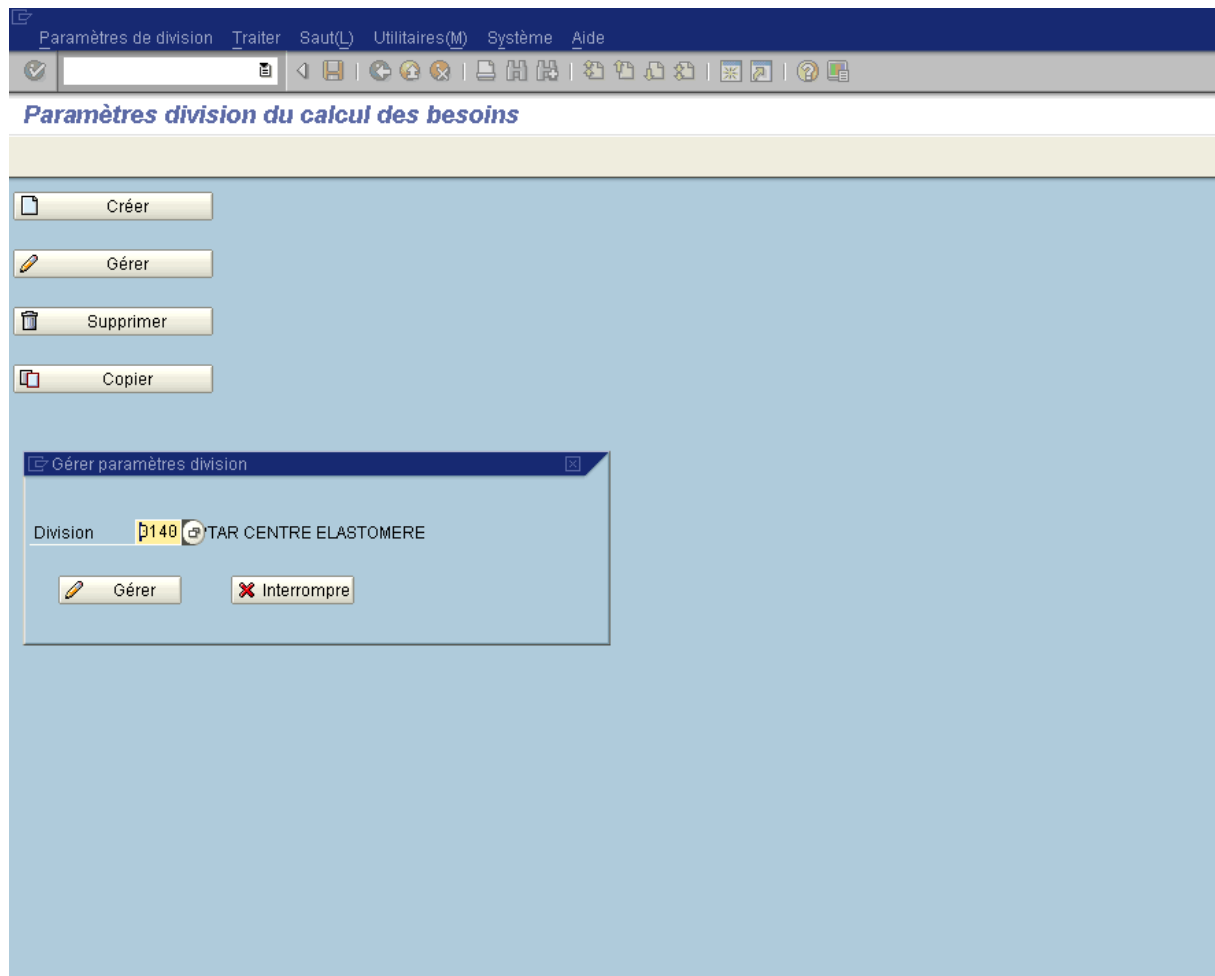 Paramètres de division Traiter Saut(L) Utilitaires(M) Système Aide
Paramètres division du calcul des besoins
Créer
Gérer
Supprimer
Copier
Gérer paramètres division
Division 0140 TAR CENTRE ELASTOMERE
Gérer Interrompre